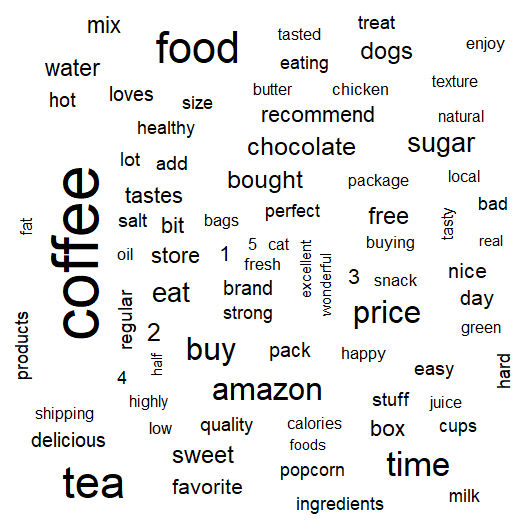 mix
tasted
treat
food
dogs
enjoy
water
eating
hot
loves
size
butter
chicken
texture
healthy
recommend
natural
chocolate
sugar
lot
add
bought
package
local
coffee
tastes
salt
bit
bags
perfect
free
tasty
bad
fat
oil
store
1
5
cat
fresh
excellent
wonderful
buying
real
3
snack
nice
eat
brand
strong
day
regular
price
green
products
2
half
buy
pack
happy
easy
hard
4
amazon
highly
stuff
juice
shipping
low
quality
calories
box
cups
delicious
foods
sweet
popcorn
time
tea
favorite
ingredients
milk